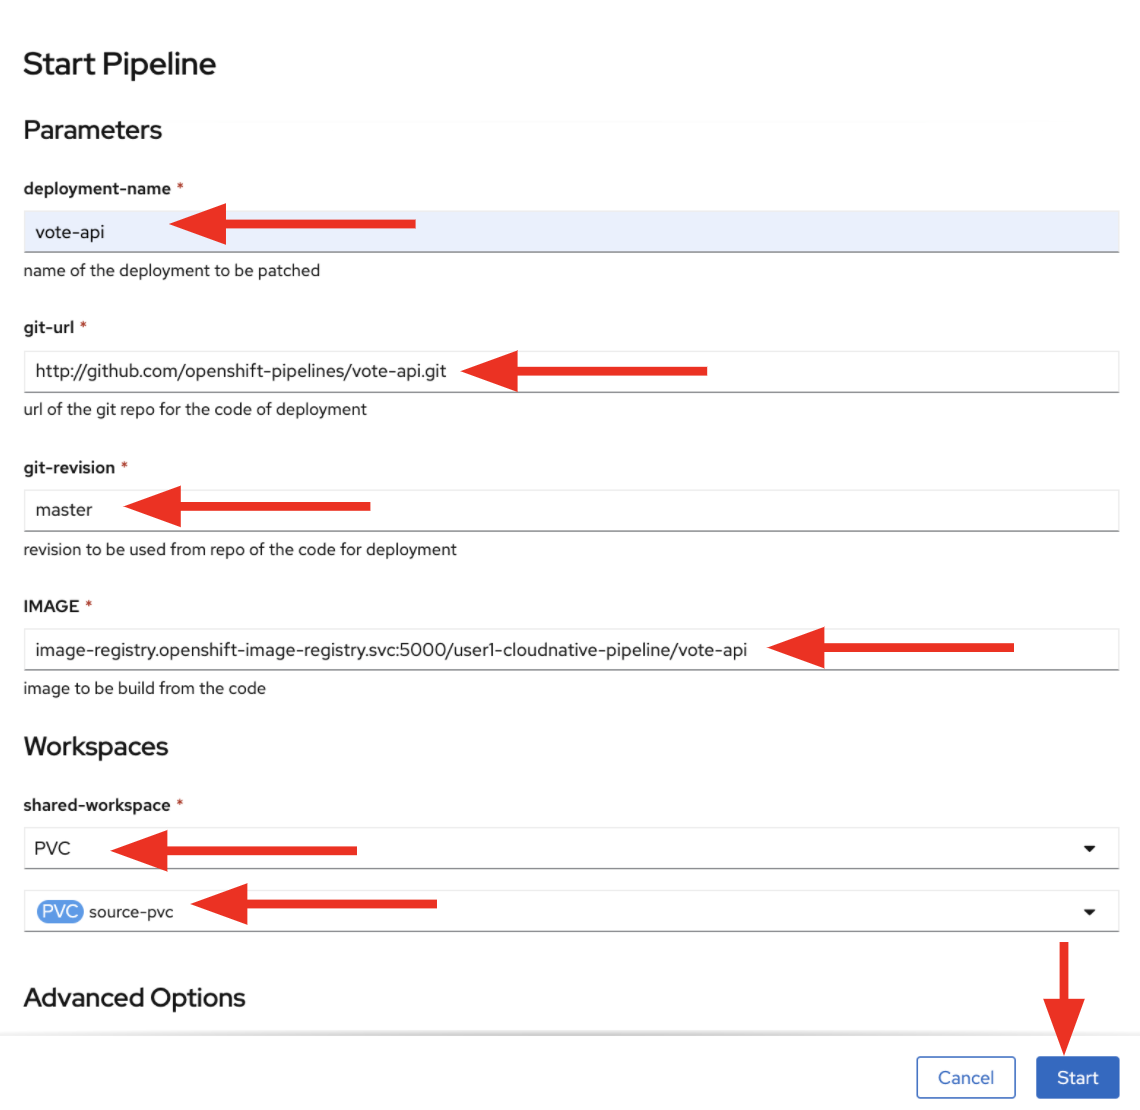 Start Pipeline
Parameters
deployment-name *
vote-api
name of the deployment to be patched
git-url *
http://github.com/openshift-pipelines/vote-api.git
url of the git repo for the code of deployment
git-revision *
master
revision to be used from repo of the code for deployment
IMAGE *
image-registry.openshift-image-registry.svc:5000/user1-cloudnative-pipeline/vote-api
image to be build from the code
Workspaces
shared-workspace *
PVC
PVC source-pvc
Advanced Options
Cancel Start